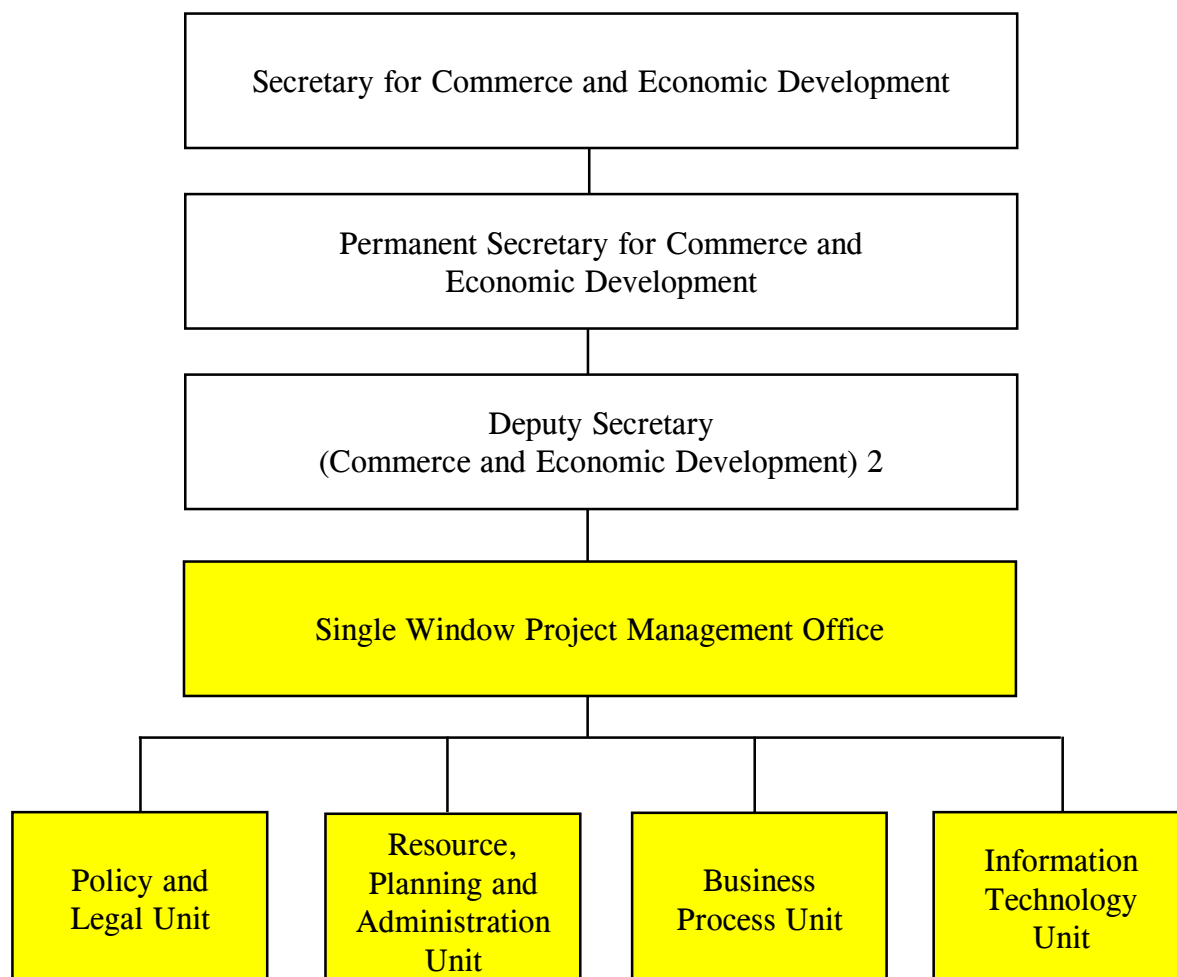 Secretary for Commerce and Economic Development
Permanent Secretary for Commerce and
Economic Development
Deputy Secretary
(Commerce and Economic Development) 2
Single Window Project Management Office
Policy and
Legal Unit
Resource,
Planning and
Administration
Unit
Business
Process Unit
Information
Technology
Unit